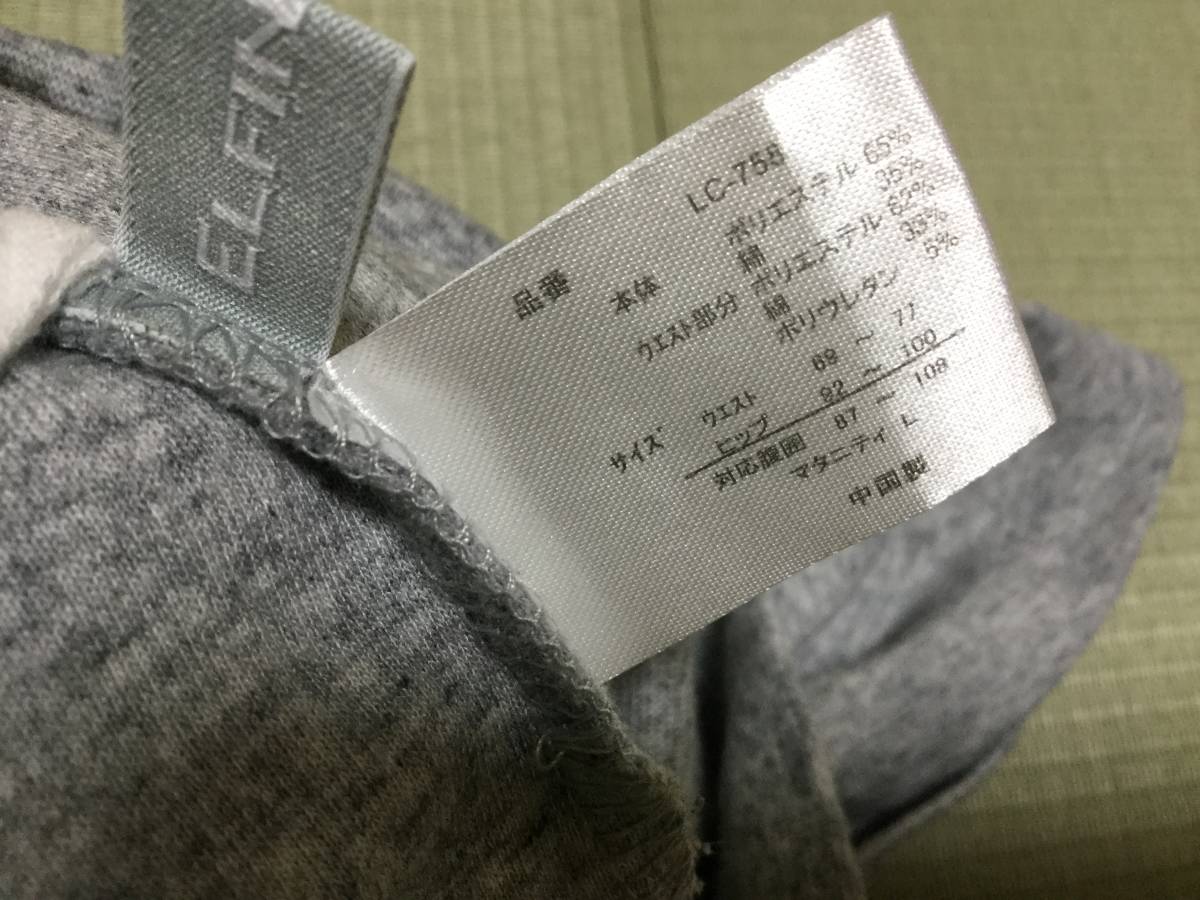 ELFIN
品番 LC-758
本体 ポリエステル 65%
綿 35%
ウエスト部分 ポリエステル 62%
綿 33%
ポリウレタン 5%
サイズ ウエスト 69 ~ 77
ヒップ 92 ~ 100
対応腹囲 87 ~ 108
マタニティ L
中国製